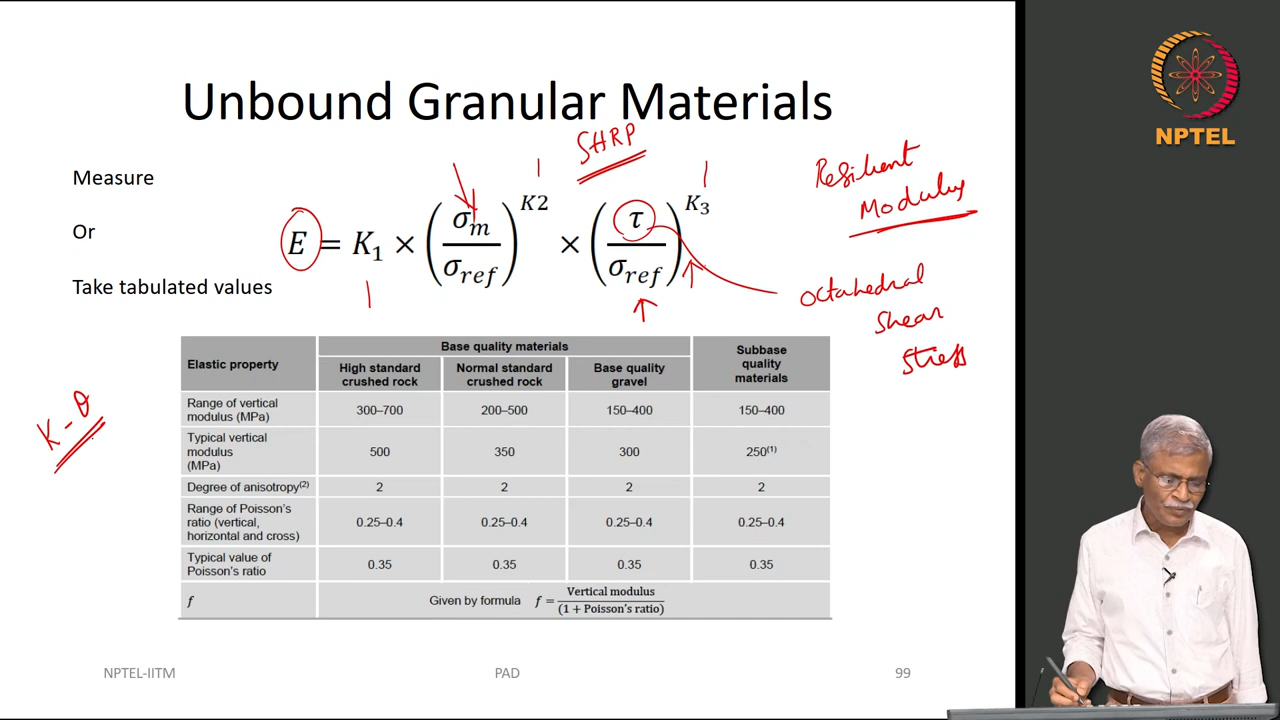 Unbound Granular Materials
SHRP
Resilient
Modulus
Measure
Or
Take tabulated values
E = K₁ × (σₘ/σ_ref)^K2 × (τ/σ_ref)^K₃
Octahedral
Shear
Stress
K-θ
Elastic property
Base quality materials
Subbase quality materials
High standard crushed rock
Normal standard crushed rock
Base quality gravel
Range of vertical modulus (MPa) 300–700 200–500 150–400 150–400
Typical vertical modulus (MPa) 500 350 300 250⁽¹⁾
Degree of anisotropy⁽²⁾ 2 2 2 2
Range of Poisson's ratio (vertical, horizontal and cross) 0.25–0.4 0.25–0.4 0.25–0.4 0.25–0.4
Typical value of Poisson's ratio 0.35 0.35 0.35 0.35
f Given by formula f = Vertical modulus / (1 + Poisson's ratio)
NPTEL-IITM
PAD
99
NPTEL